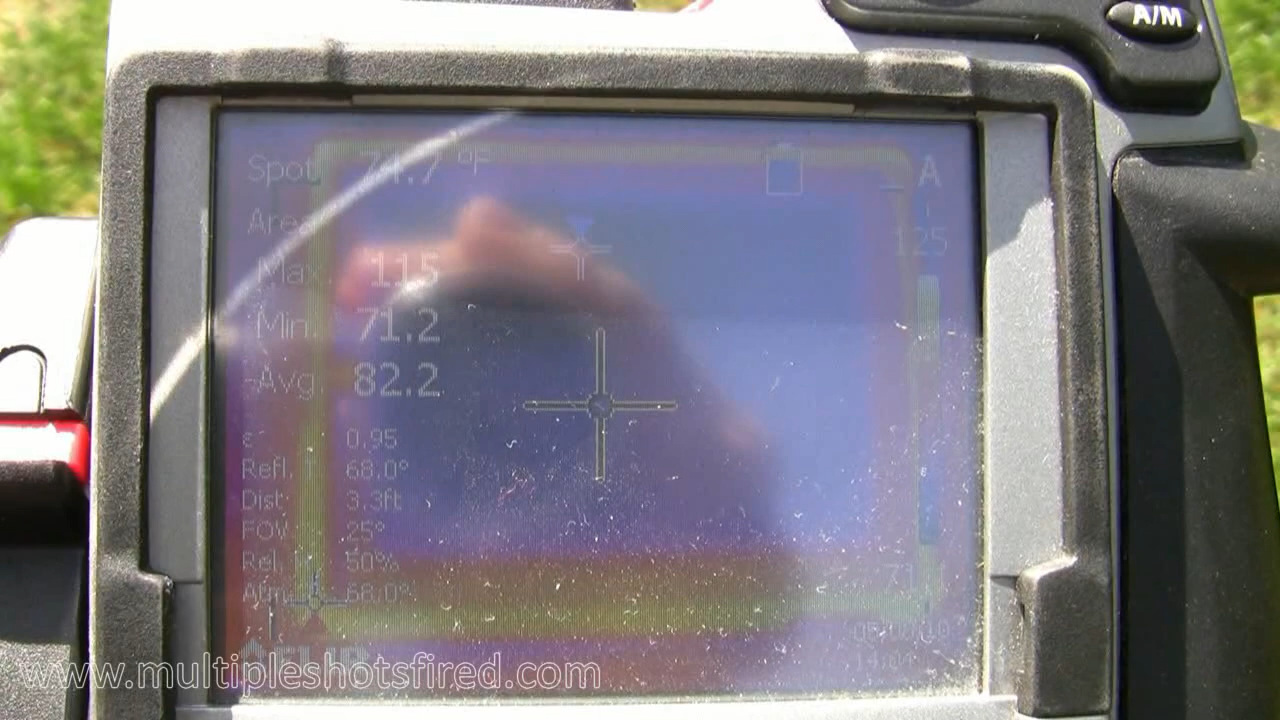 A/M
Spot 74.7 °F
A
Area
125
Max. 115
Min. 71.2
Avg. 82.2
ε 0.95
Refl. T 68.0°
Dist 3.3ft
FOV 25°
Rel. 50%
Atm. 68.0°
71
FLIR
www.multipleshotsfired.com